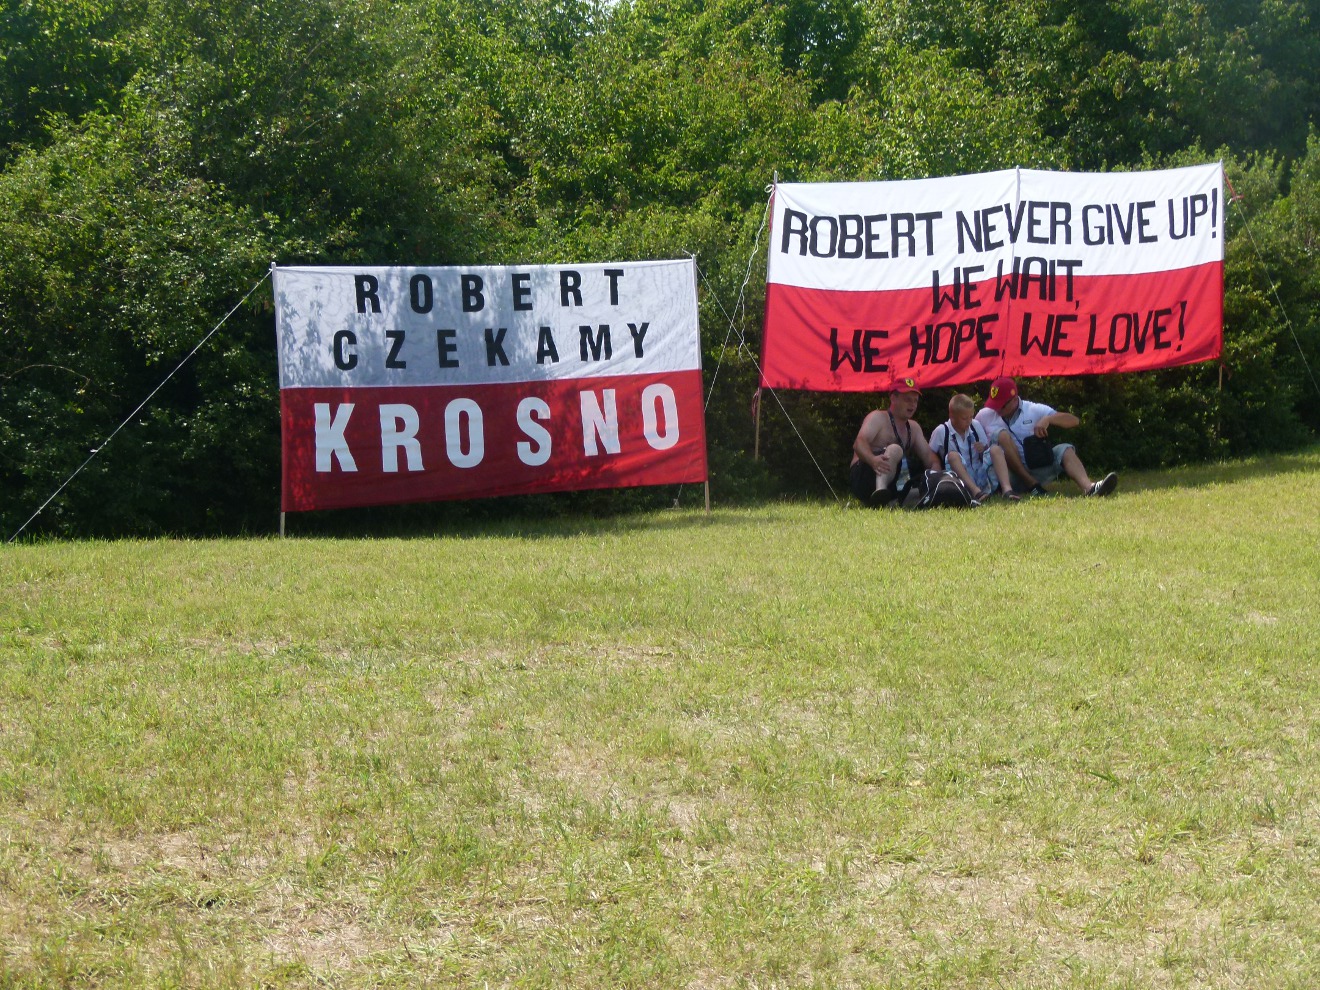 ROBERT
CZEKAMY
KROSNO
ROBERT NEVER GIVE UP!
WE WAIT,
WE HOPE, WE LOVE!